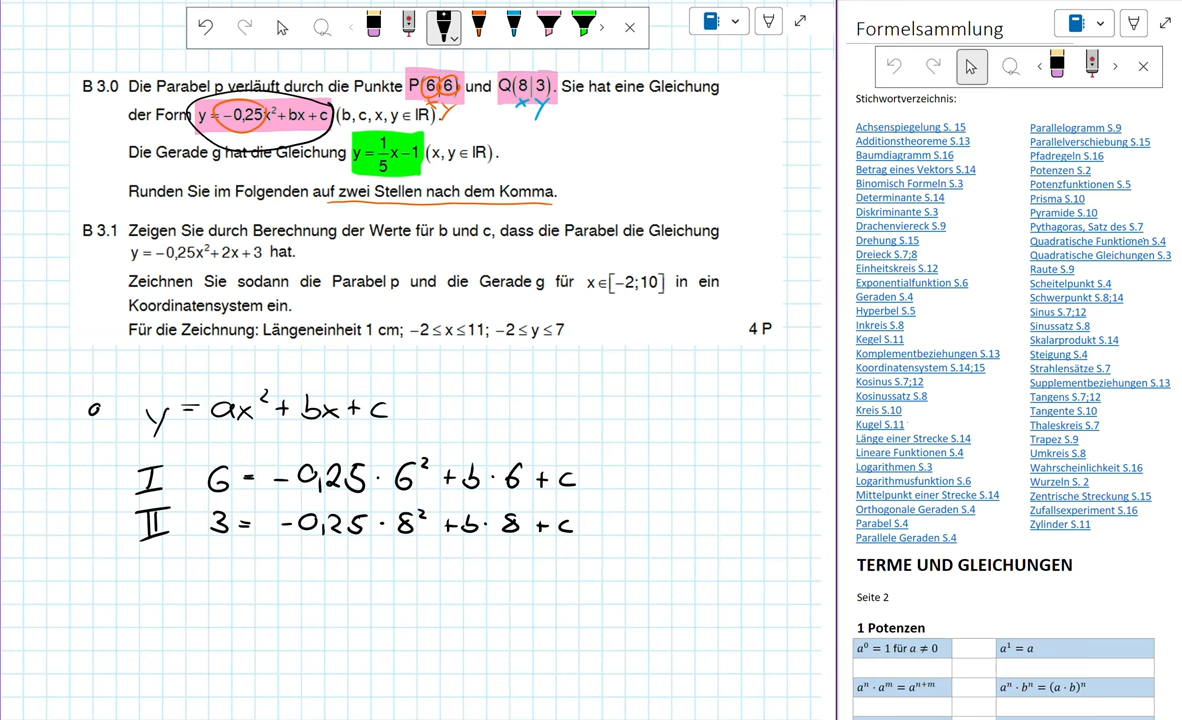 Formelsammlung
B 3.0 Die Parabel p verläuft durch die Punkte P(6|6) und Q(8|3). Sie hat eine Gleichung
der Form y = −0,25x² + bx + c (b, c, x, y ∈ IR).
x y x y
Die Gerade g hat die Gleichung y = 1/5 x − 1 (x, y ∈ IR).
Runden Sie im Folgenden auf zwei Stellen nach dem Komma.
B 3.1 Zeigen Sie durch Berechnung der Werte für b und c, dass die Parabel die Gleichung
y = −0,25x² + 2x + 3 hat.
Zeichnen Sie sodann die Parabel p und die Gerade g für x ∈ [−2;10] in ein
Koordinatensystem ein.
Für die Zeichnung: Längeneinheit 1 cm; −2 ≤ x ≤ 11; −2 ≤ y ≤ 7 4 P
y = ax² + bx + c
I 6 = −0,25 · 6² + b · 6 + c
II 3 = −0,25 · 8² + b · 8 + c
Stichwortverzeichnis:
Achsenspiegelung S. 15
Additionstheoreme S.13
Baumdiagramm S.16
Betrag eines Vektors S.14
Binomisch Formeln S.3
Determinante S.14
Diskriminante S.3
Drachenviereck S.9
Drehung S.15
Dreieck S.7;8
Einheitskreis S.12
Exponentialfunktion S.6
Geraden S.4
Hyperbel S.5
Inkreis S.8
Kegel S.11
Komplementbeziehungen S.13
Koordinatensystem S.14;15
Kosinus S.7;12
Kosinussatz S.8
Kreis S.10
Kugel S.11
Länge einer Strecke S.14
Lineare Funktionen S.4
Logarithmen S.3
Logarithmusfunktion S.6
Mittelpunkt einer Strecke S.14
Orthogonale Geraden S.4
Parabel S.4
Parallele Geraden S.4
Parallelogramm S.9
Parallelverschiebung S.15
Pfadregeln S.16
Potenzen S.2
Potenzfunktionen S.5
Prisma S.10
Pyramide S.10
Pythagoras, Satz des S.7
Quadratische Funktionen S.4
Quadratische Gleichungen S.3
Raute S.9
Scheitelpunkt S.4
Schwerpunkt S.8;14
Sinus S.7;12
Sinussatz S.8
Skalarprodukt S.14
Steigung S.4
Strahlensätze S.7
Supplementbeziehungen S.13
Tangens S.7;12
Tangente S.10
Thaleskreis S.7
Trapez S.9
Umkreis S.8
Wahrscheinlichkeit S.16
Wurzeln S. 2
Zentrische Streckung S.15
Zufallsexperiment S.16
Zylinder S.11
TERME UND GLEICHUNGEN
Seite 2
1 Potenzen
a⁰ = 1 für a ≠ 0 a¹ = a
aⁿ · aᵐ = aⁿ⁺ᵐ aⁿ · bⁿ = (a · b)ⁿ